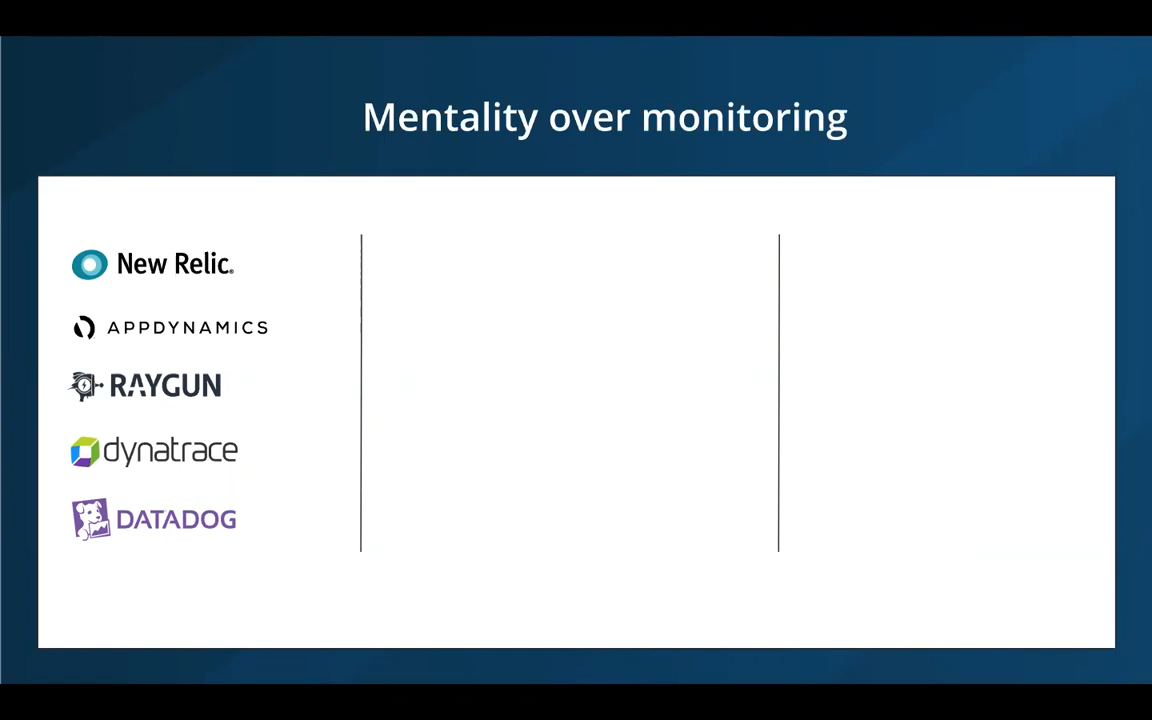 Mentality over monitoring
New Relic®
APPDYNAMICS
RAYGUN
dynatrace
DATADOG